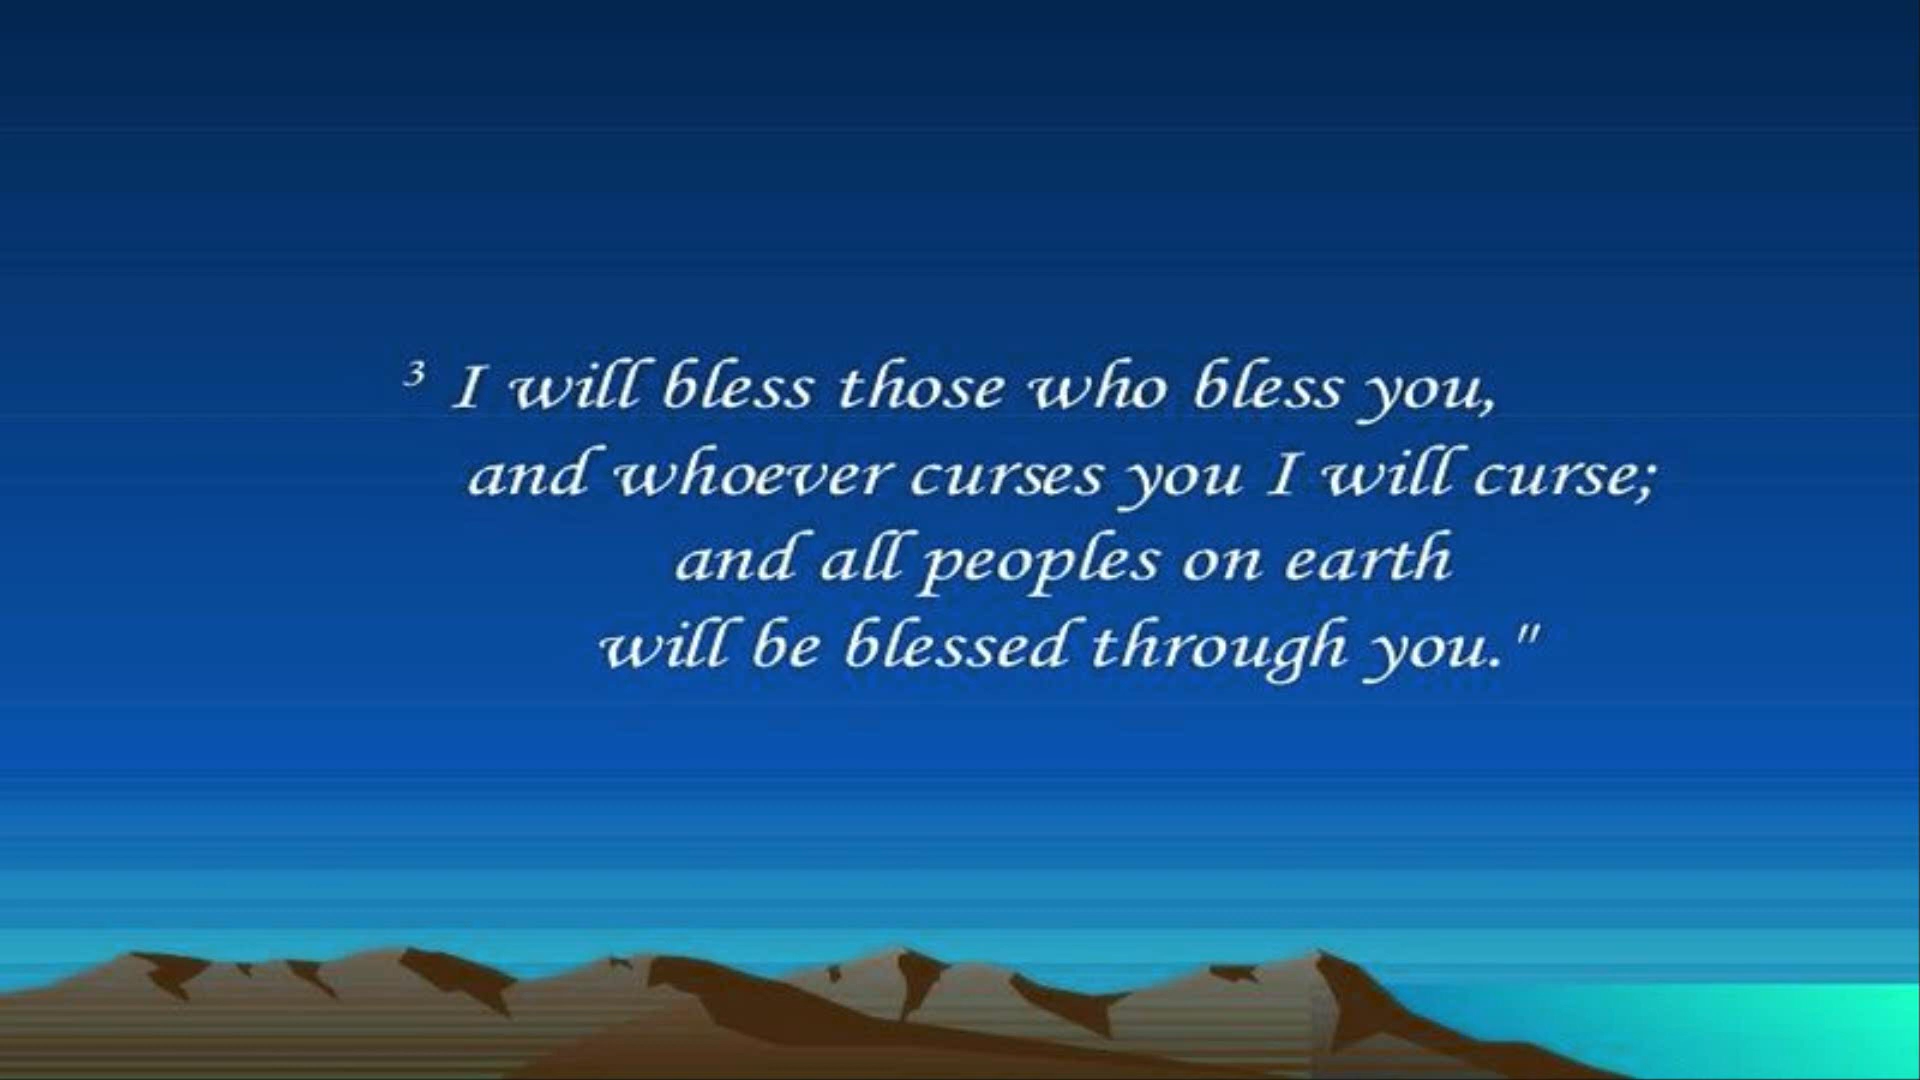 ³ I will bless those who bless you,
and whoever curses you I will curse;
and all peoples on earth
will be blessed through you."